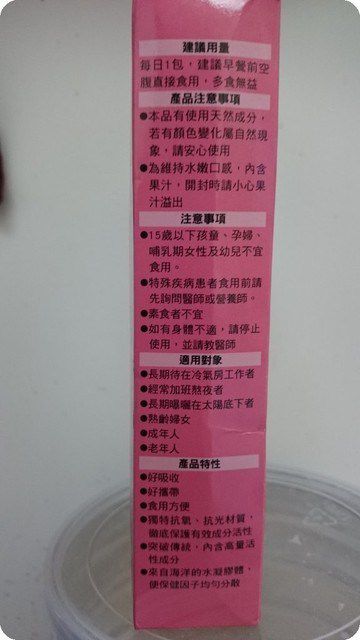 建議用量
每日1包，建議早餐前空
腹直接食用，多食無益
產品注意事項
●本品有使用天然成分，
若有顏色變化屬自然現
象，請安心使用
●為維持水嫩口感，內含
果汁，開封時請小心果
汁溢出
注意事項
●15歲以下孩童、孕婦、
哺乳期女性及幼兒不宜
食用。
●特殊疾病患者食用前請
先詢問醫師或營養師。
●素食者不宜
●如有身體不適，請停止
使用，並請教醫師
適用對象
●長期待在冷氣房工作者
●經常加班熬夜者
●長期曝曬在太陽底下者
●熟齡婦女
●成年人
●老年人
產品特性
●好吸收
●好攜帶
●食用方便
●獨特抗氧、抗光材質，
徹底保護有效成分活性
●突破傳統，內含高量活
性成分
●來自海洋的水凝膠體，
使保健因子均勻分散